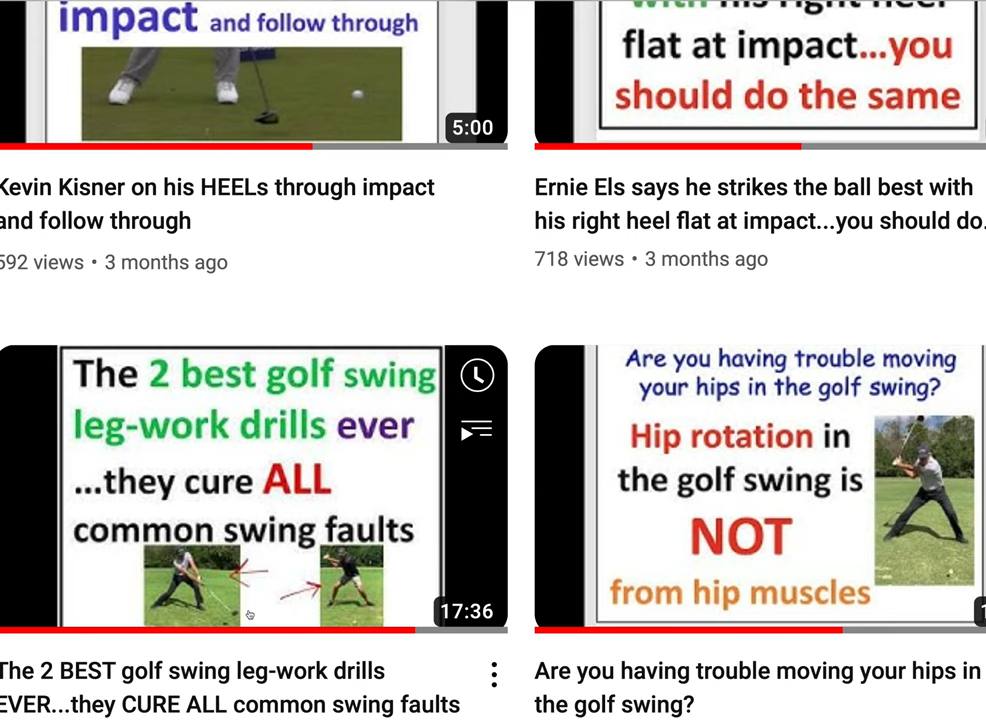 impact and follow through
5:00
with his right heel
flat at impact...you
should do the same
Kevin Kisner on his HEELs through impact
and follow through
592 views • 3 months ago
Ernie Els says he strikes the ball best with
his right heel flat at impact...you should do.
718 views • 3 months ago
The 2 best golf swing
leg-work drills ever
...they cure ALL
common swing faults
17:36
Are you having trouble moving
your hips in the golf swing?
Hip rotation in
the golf swing is
NOT
from hip muscles
1
The 2 BEST golf swing leg-work drills
EVER...they CURE ALL common swing faults
Are you having trouble moving your hips in
the golf swing?